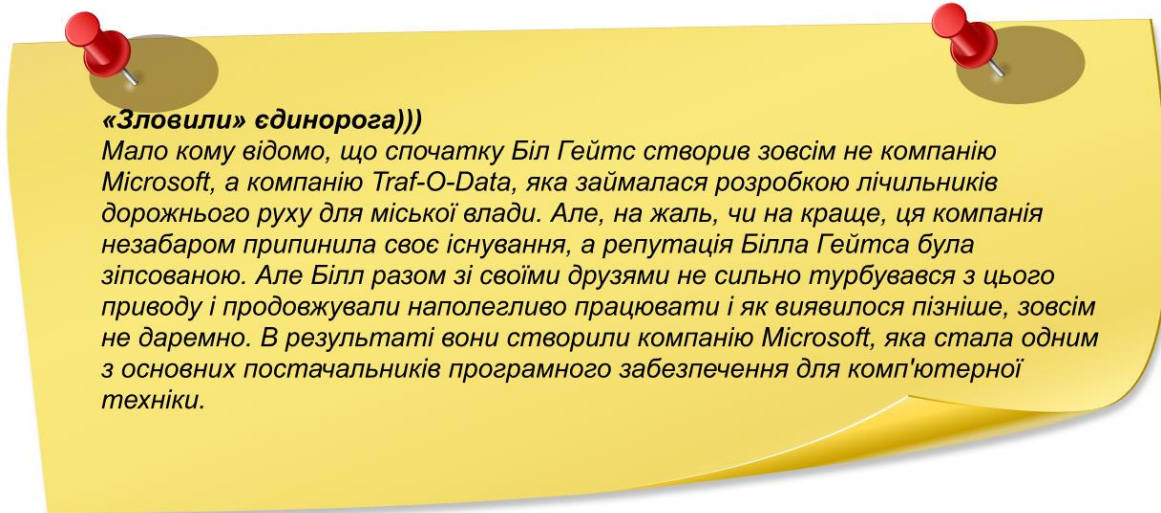 «Зловили» єдинорога)))
Мало кому відомо, що спочатку Біл Гейтс створив зовсім не компанію
Microsoft, а компанію Traf-O-Data, яка займалася розробкою лічильників
дорожнього руху для міської влади. Але, на жаль, чи на краще, ця компанія
незабаром припинила своє існування, а репутація Білла Гейтса була
зіпсованою. Але Білл разом зі своїми друзями не сильно турбувався з цього
приводу і продовжували наполегливо працювати і як виявилося пізніше, зовсім
не даремно. В результаті вони створили компанію Microsoft, яка стала одним
з основних постачальників програмного забезпечення для комп'ютерної
техніки.